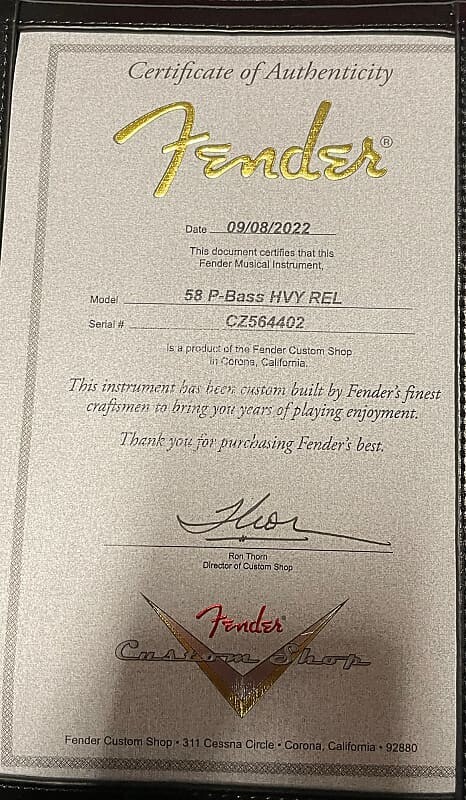 Certificate of Authenticity
Fender®
Date 09/08/2022
This document certifies that this
Fender Musical Instrument,
Model 58 P-Bass HVY REL
Serial # CZ564402
is a product of the Fender Custom Shop
in Corona, California.
This instrument has been custom built by Fender's finest
craftsmen to bring you years of playing enjoyment.
Thank you for purchasing Fender's best.
Thor
Ron Thorn
Director of Custom Shop
Fender®
Custom Shop
Fender Custom Shop • 311 Cessna Circle • Corona, California • 92880